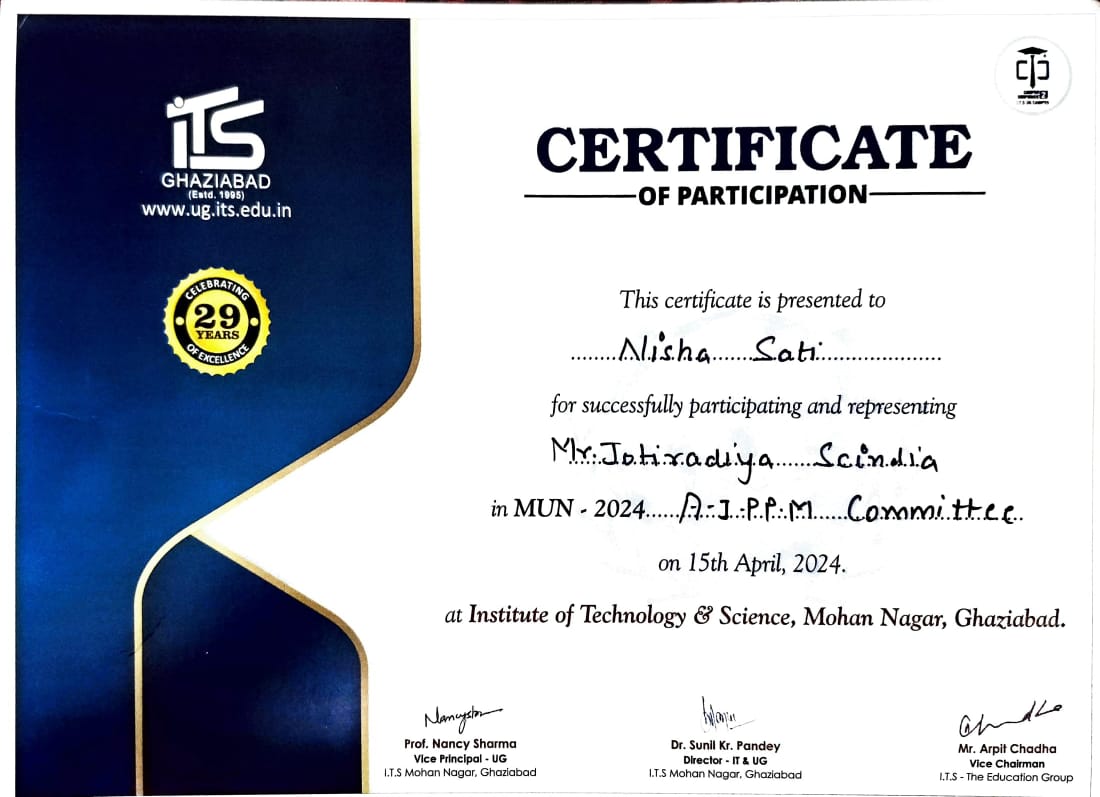 iTS
GHAZIABAD
(Estd. 1995)
www.ug.its.edu.in
CELEBRATING
29
YEARS
OF EXCELLENCE
CERTIFICATE
OF PARTICIPATION
This certificate is presented to
........Alisha.......Sati.....................
for successfully participating and representing
Mr. Jotiradiya.......Scindia
in MUN - 2024......A.I.P.P.M......Committee..
on 15th April, 2024.
at Institute of Technology & Science, Mohan Nagar, Ghaziabad.
Prof. Nancy Sharma
Vice Principal - UG
I.T.S Mohan Nagar, Ghaziabad
Dr. Sunil Kr. Pandey
Director - IT & UG
I.T.S Mohan Nagar, Ghaziabad
Mr. Arpit Chadha
Vice Chairman
I.T.S - The Education Group